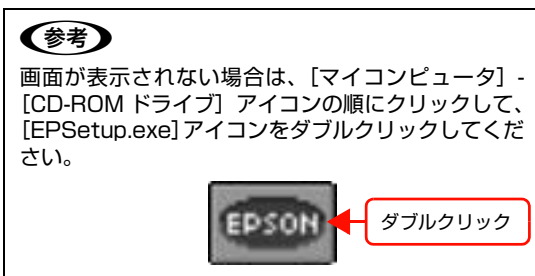 参考
画面が表示されない場合は、［マイコンピュータ］-
［CD-ROM ドライブ］アイコンの順にクリックして、
［EPSetup.exe］アイコンをダブルクリックしてくだ
さい。
EPSON
ダブルクリック